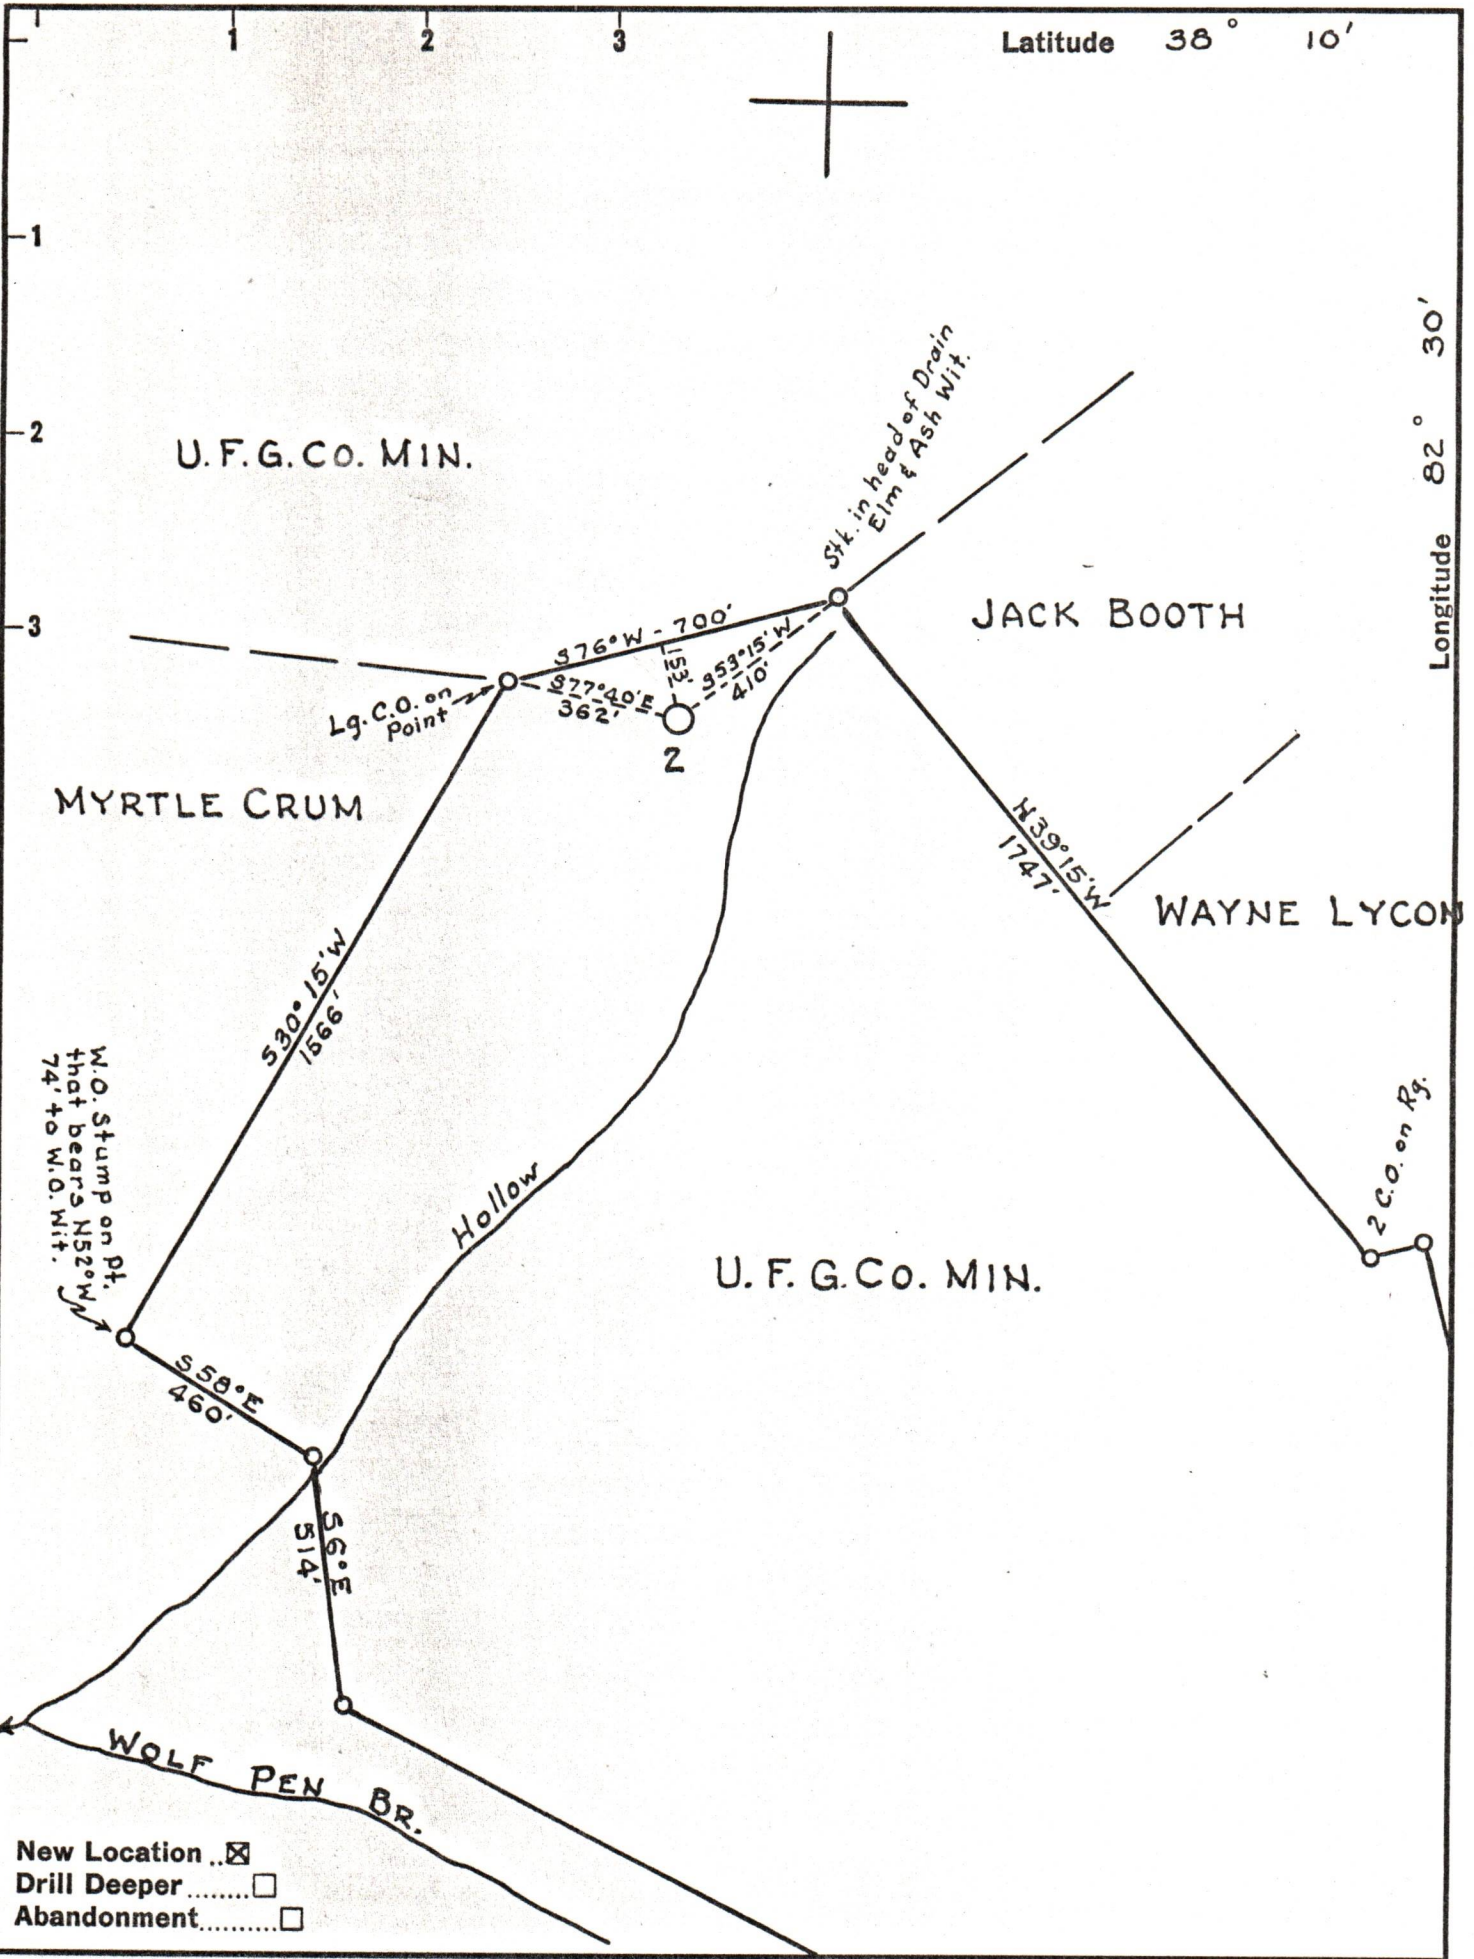 1 2 3 Latitude 38° 10'
1
2
3
Longitude 82° 30'
U.F.G.Co. MIN.
Stk. in head of Drain
Elm & Ash Wit.
JACK BOOTH
S76°W - 700'
153'
S53°15'W
410'
S77°40'E
362'
Lg. C.O. on
Point
2
MYRTLE CRUM
N39°15'W
1747'
WAYNE LYCON
S30°15'W
1566'
W.O. Stump on pt.
that bears N52°W
74' to W.O. Wit.
2 C.O. on Rg.
Hollow
U.F.G.Co. MIN.
S58°E
460'
S6°E
514'
WOLF PEN BR.
New Location ..☒
Drill Deeper ........☐
Abandonment..........☐